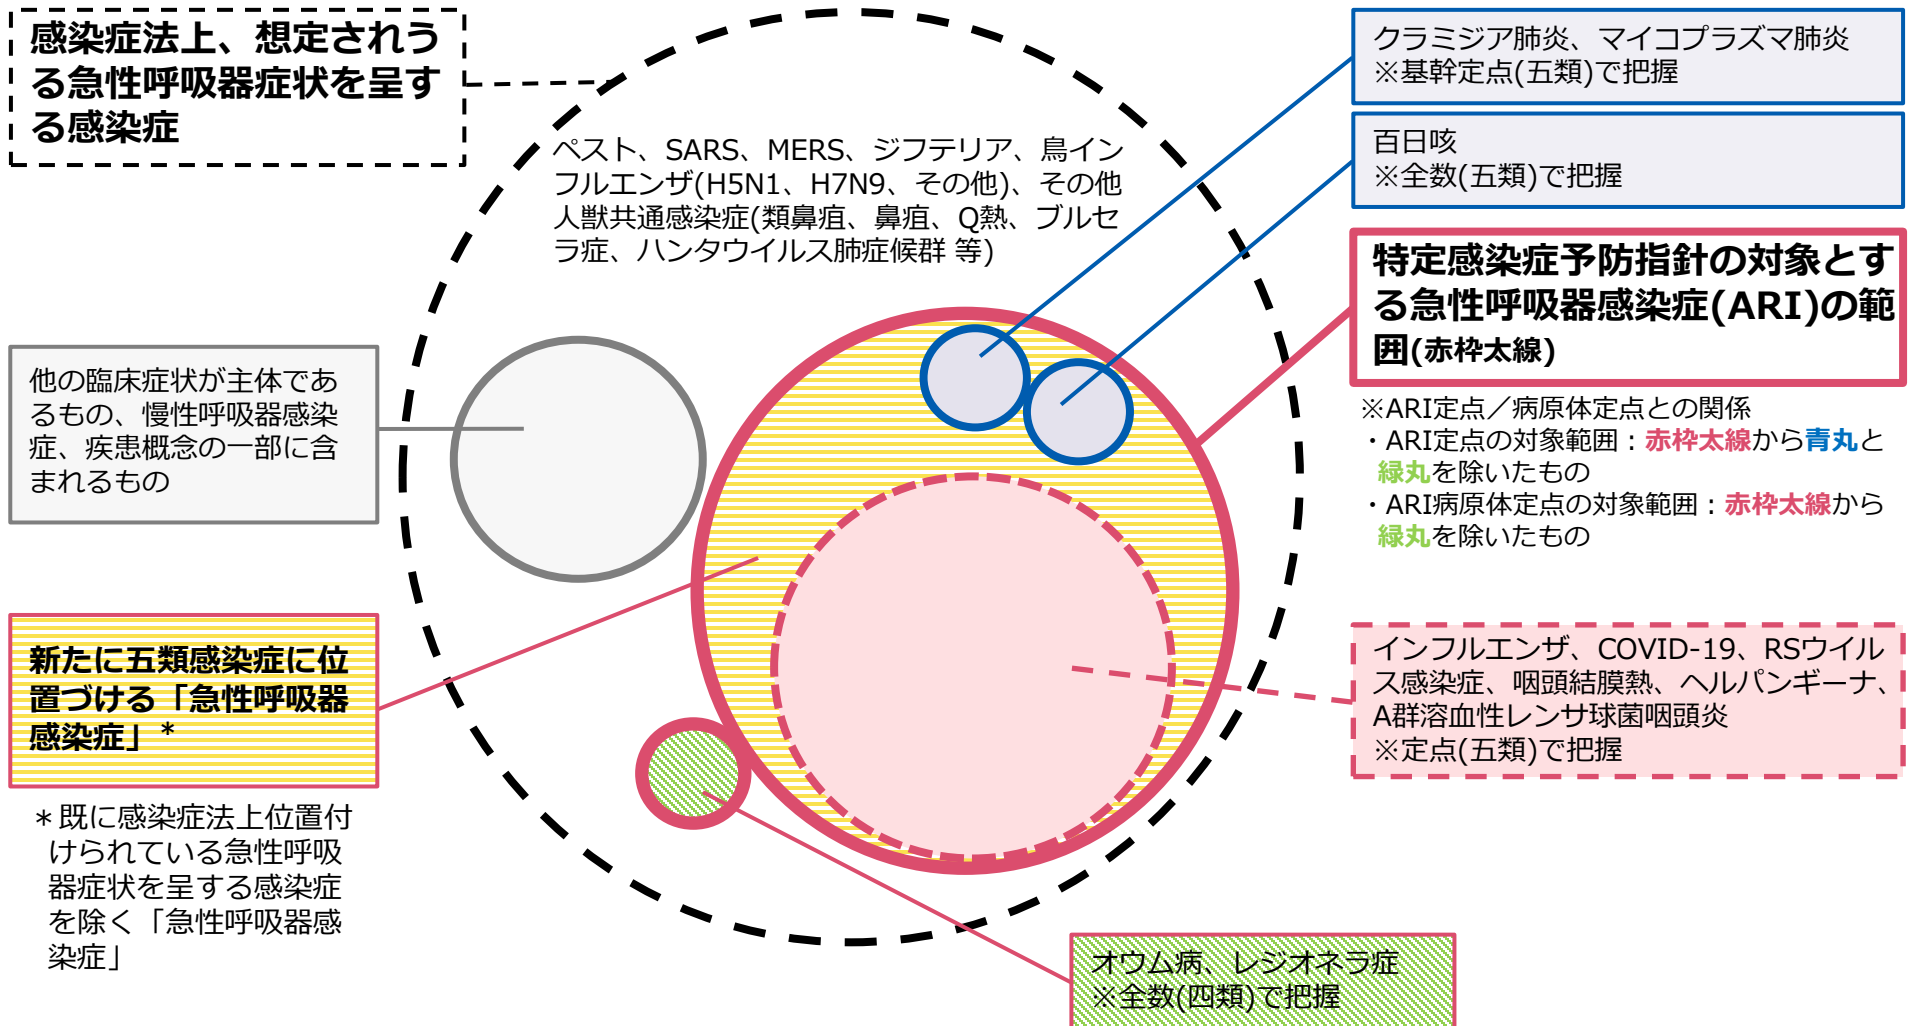 感染症法上、想定されう
る急性呼吸器症状を呈す
る感染症
ペスト、SARS、MERS、ジフテリア、鳥イン
フルエンザ(H5N1、H7N9、その他)、その他
人獣共通感染症(類鼻疽、鼻疽、Q熱、ブルセ
ラ症、ハンタウイルス肺症候群 等)
クラミジア肺炎、マイコプラズマ肺炎
※基幹定点(五類)で把握
百日咳
※全数(五類)で把握
特定感染症予防指針の対象とす
る急性呼吸器感染症(ARI)の範
囲(赤枠太線)
※ARI定点／病原体定点との関係
・ARI定点の対象範囲：赤枠太線から青丸と
緑丸を除いたもの
・ARI病原体定点の対象範囲：赤枠太線から
緑丸を除いたもの
他の臨床症状が主体であ
るもの、慢性呼吸器感染
症、疾患概念の一部に含
まれるもの
新たに五類感染症に位
置づける「急性呼吸器
感染症」*
＊既に感染症法上位置付
けられている急性呼吸
器症状を呈する感染症
を除く「急性呼吸器感
染症」
インフルエンザ、COVID-19、RSウイル
ス感染症、咽頭結膜熱、ヘルパンギーナ、
A群溶血性レンサ球菌咽頭炎
※定点(五類)で把握
オウム病、レジオネラ症
※全数(四類)で把握